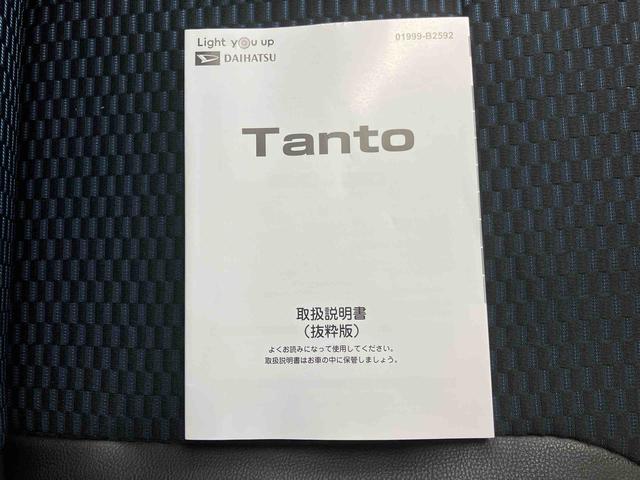 Light you up
01999-B2592
DAIHATSU
Tanto
取扱説明書
(抜粋版)
よくお読みになって使用してください。
取扱説明書はお車の中に保管しましょう。